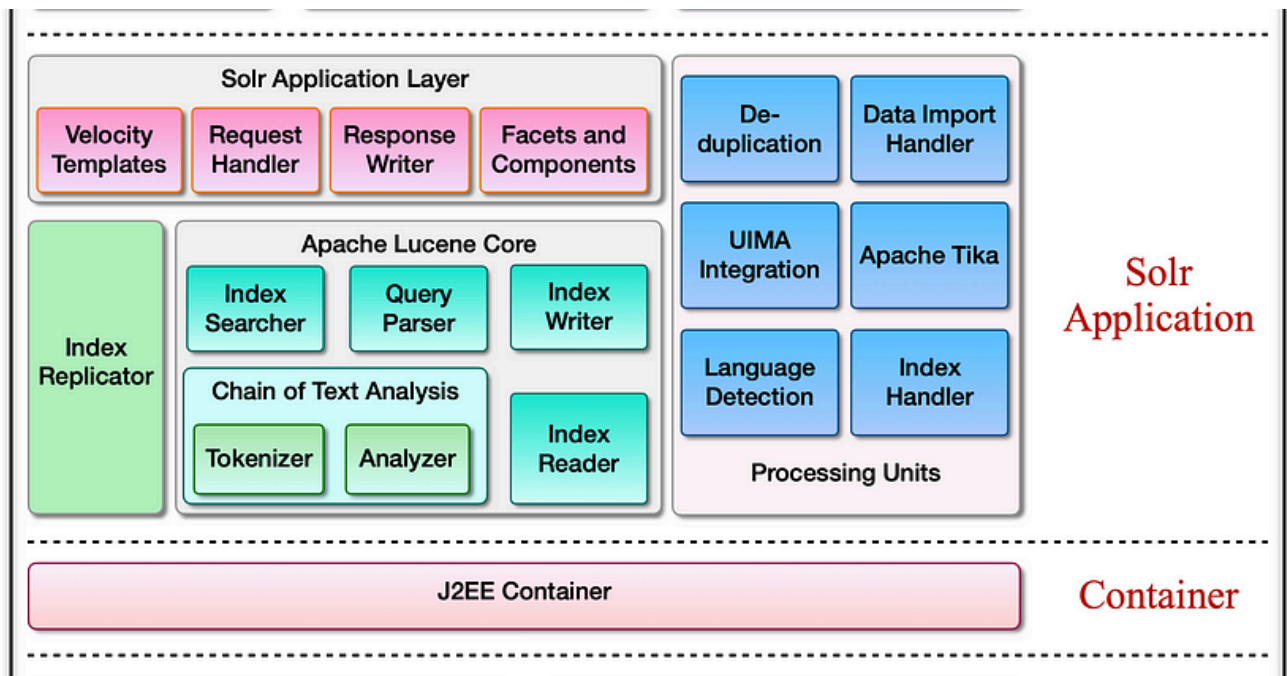 Solr Application Layer
Velocity
Templates
Request
Handler
Response
Writer
Facets and
Components
Index
Replicator
Apache Lucene Core
Index
Searcher
Query
Parser
Index
Writer
Chain of Text Analysis
Tokenizer
Analyzer
Index
Reader
De-
duplication
Data Import
Handler
UIMA
Integration
Apache Tika
Language
Detection
Index
Handler
Processing Units
Solr
Application
J2EE Container
Container